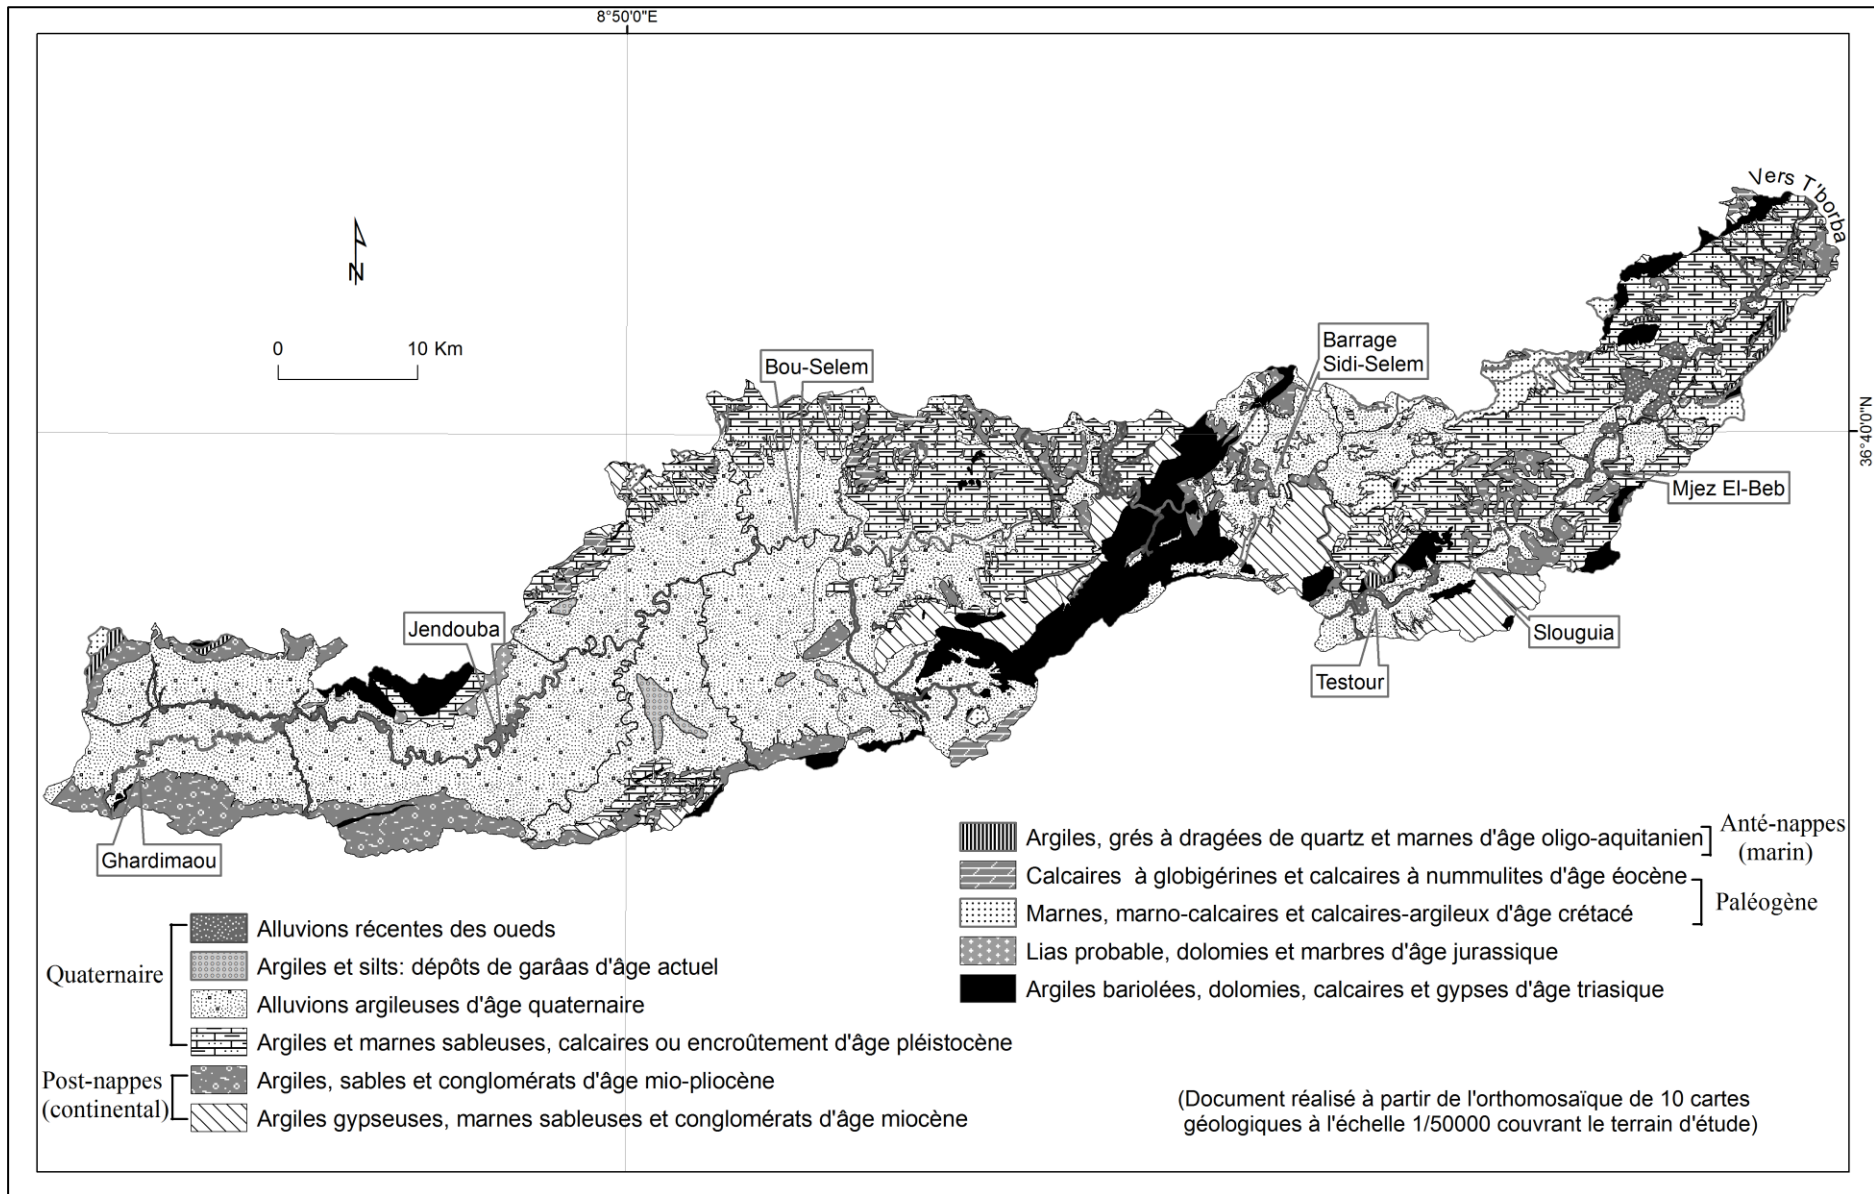 8°50'0"E
Vers T'borba
N
0 10 Km
Barrage
Sidi-Selem
Bou-Selem
36°40'0"N
Mjez El-Beb
Jendouba
Slouguia
Testour
Ghardimaou
Argiles, grés à dragées de quartz et marnes d'âge oligo-aquitanien
Anté-nappes
(marin)
Calcaires à globigérines et calcaires à nummulites d'âge éocène
Marnes, marno-calcaires et calcaires-argileux d'âge crétacé
Paléogène
Lias probable, dolomies et marbres d'âge jurassique
Argiles bariolées, dolomies, calcaires et gypses d'âge triasique
Quaternaire
Alluvions récentes des oueds
Argiles et silts: dépôts de garâas d'âge actuel
Alluvions argileuses d'âge quaternaire
Argiles et marnes sableuses, calcaires ou encroûtement d'âge pléistocène
Post-nappes
(continental)
Argiles, sables et conglomérats d'âge mio-pliocène
Argiles gypseuses, marnes sableuses et conglomérats d'âge miocène
(Document réalisé à partir de l'orthomosaïque de 10 cartes
géologiques à l'échelle 1/50000 couvrant le terrain d'étude)